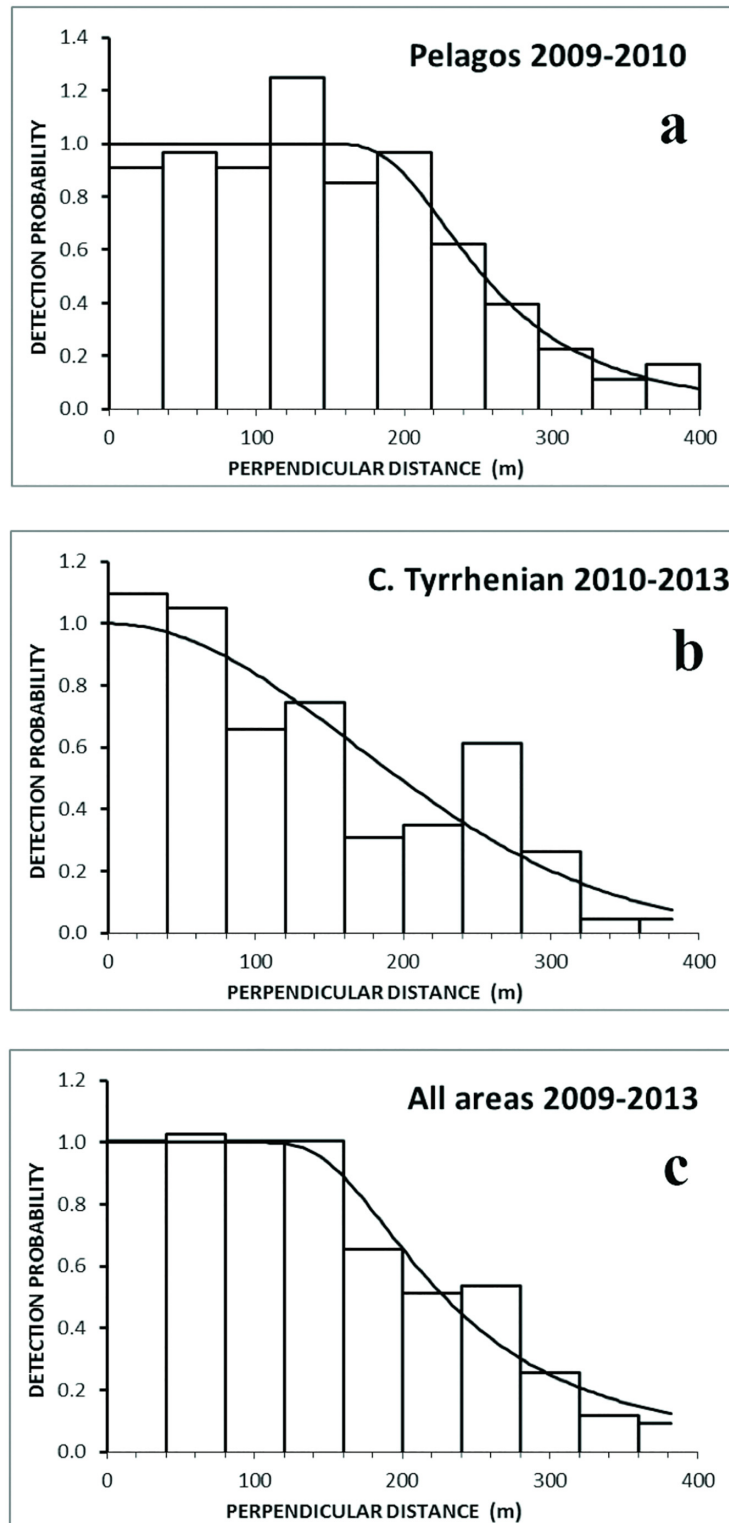 Pelagos 2009-2010
a
DETECTION PROBABILITY
1.4
1.2
1.0
0.8
0.6
0.4
0.2
0.0
0 100 200 300 400
PERPENDICULAR DISTANCE (m)
C. Tyrrhenian 2010-2013
b
DETECTION PROBABILITY
1.2
1.0
0.8
0.6
0.4
0.2
0.0
0 100 200 300 400
PERPENDICULAR DISTANCE (m)
All areas 2009-2013
c
DETECTION PROBABILITY
1.2
1.0
0.8
0.6
0.4
0.2
0.0
0 100 200 300 400
PERPENDICULAR DISTANCE (m)